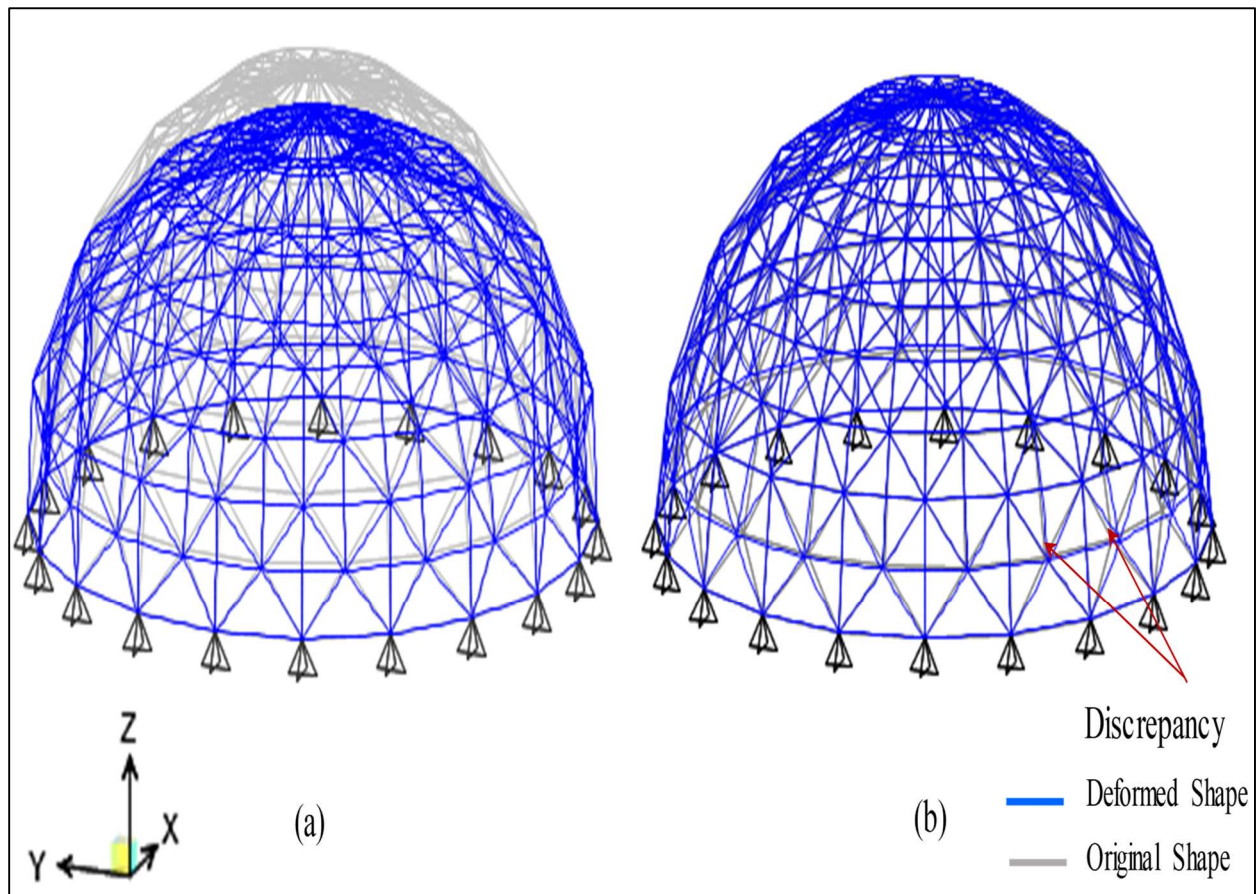 Discrepancy
Z
X
Y
(a)
(b)
Deformed Shape
Original Shape